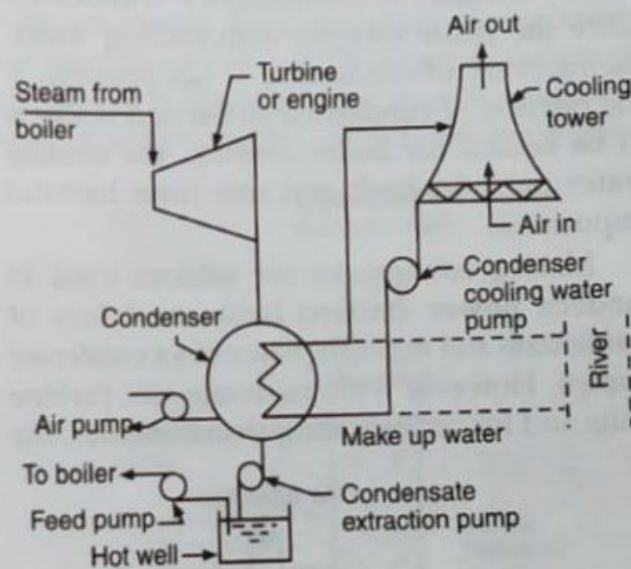 Air out
Steam from
boiler
Turbine
or engine
Cooling
tower
Air in
Condenser
cooling water
pump
Condenser
River
Air pump
Make up water
To boiler
Feed pump
Condensate
extraction pump
Hot well